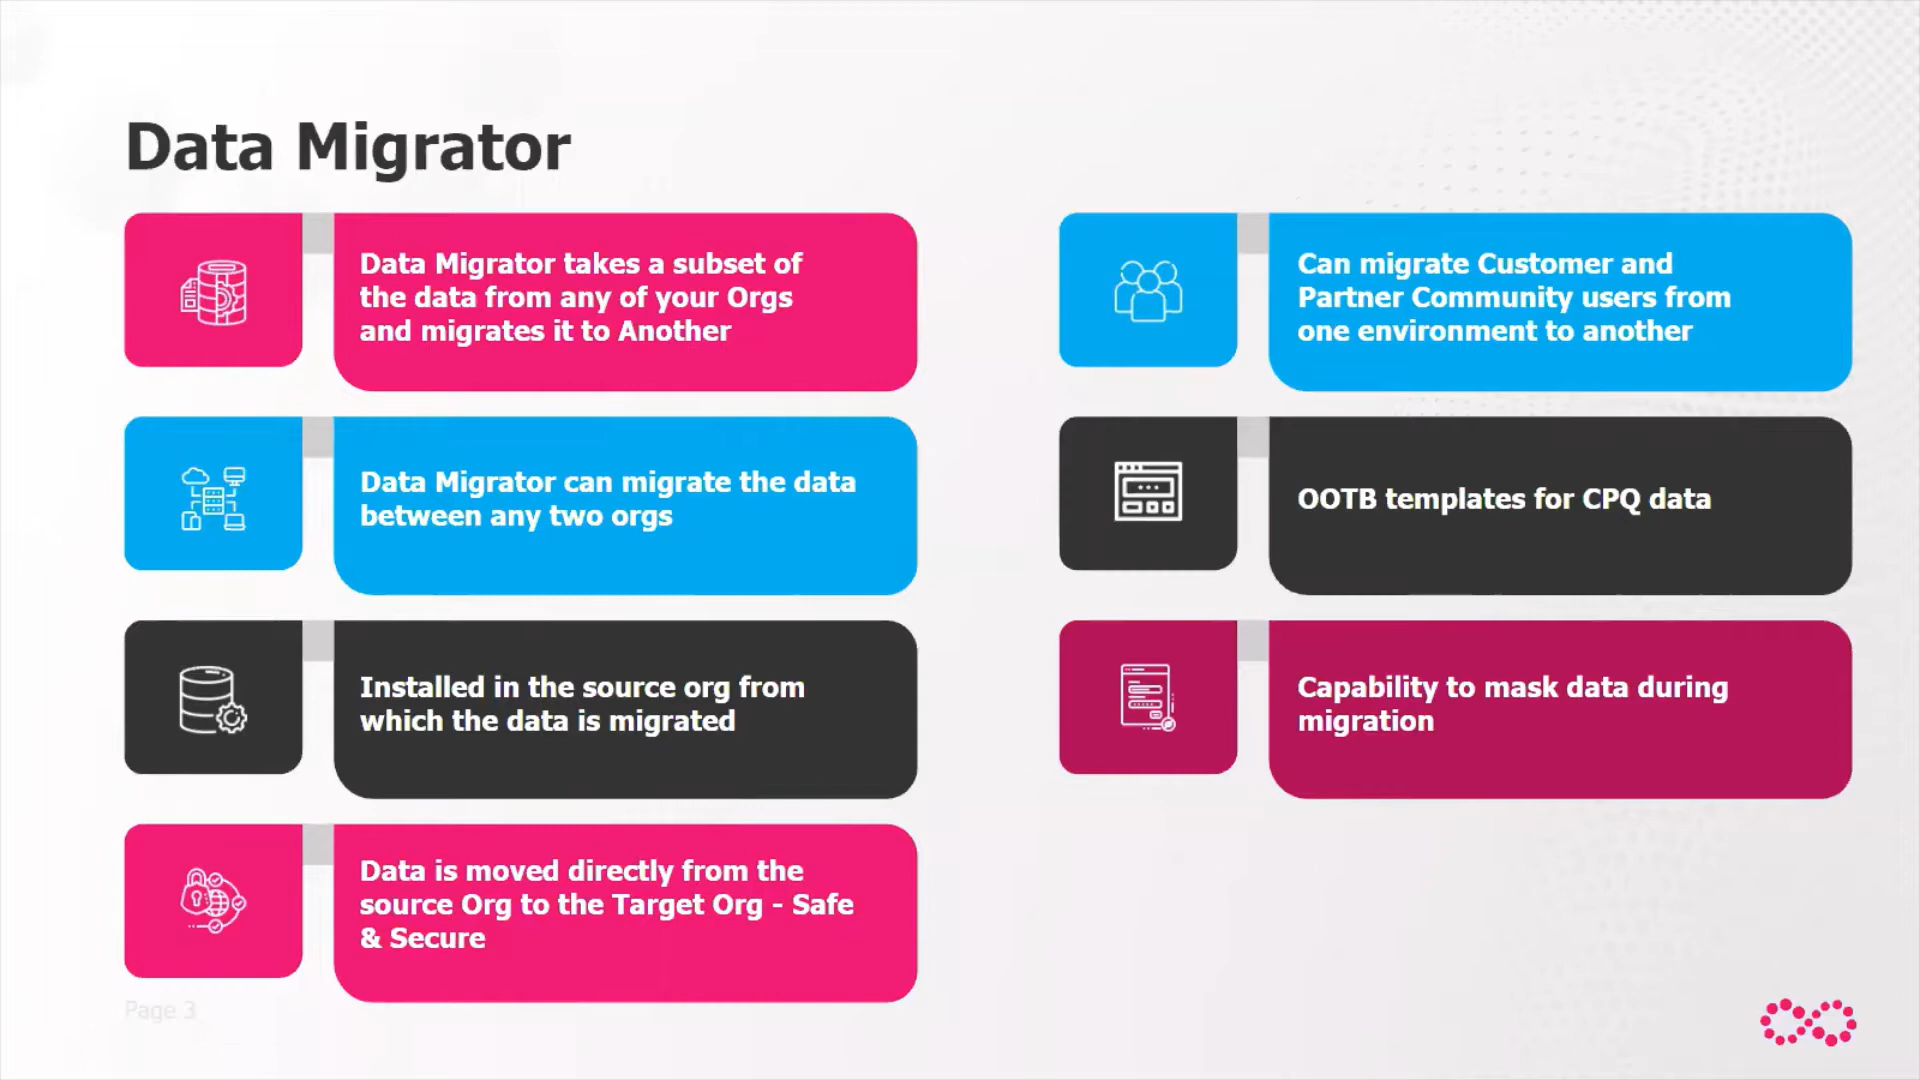 Data Migrator
Data Migrator takes a subset of
the data from any of your Orgs
and migrates it to Another
Data Migrator can migrate the data
between any two orgs
Installed in the source org from
which the data is migrated
Data is moved directly from the
source Org to the Target Org - Safe
& Secure
Can migrate Customer and
Partner Community users from
one environment to another
OOTB templates for CPQ data
Capability to mask data during
migration
Page 3